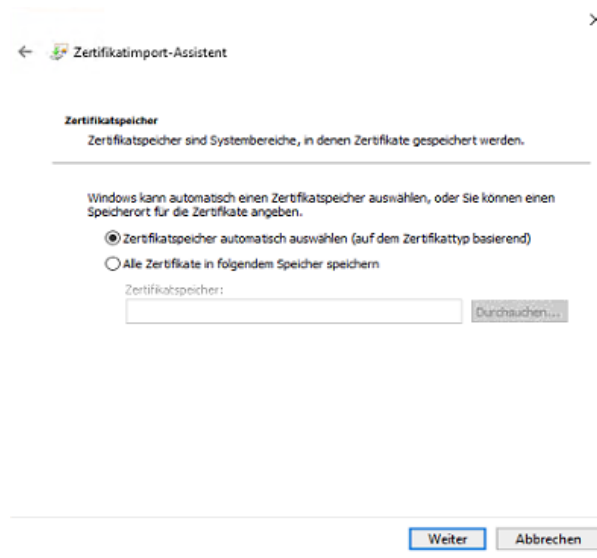 Zertifikatimport-Assistent
Zertifikatspeicher
Zertifikatspeicher sind Systembereiche, in denen Zertifikate gespeichert werden.
Windows kann automatisch einen Zertifikatspeicher auswählen, oder Sie können einen
Speicherort für die Zertifikate angeben.
Zertifikatspeicher automatisch auswählen (auf dem Zertifikattyp basierend)
Alle Zertifikate in folgendem Speicher speichern
Zertifikatspeicher:
Durchsuchen...
Weiter Abbrechen